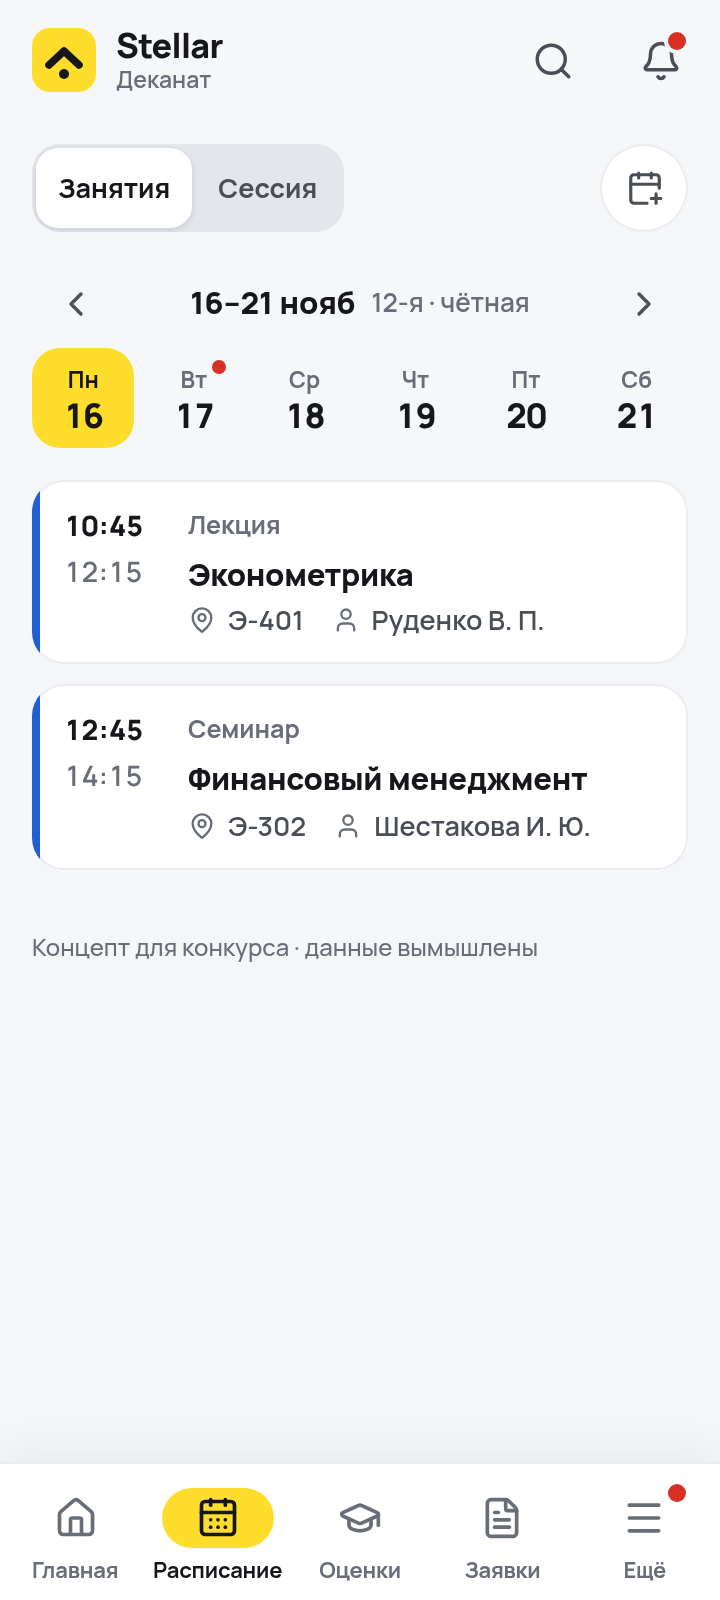 Stellar
Деканат
Занятия Сессия
16–21 нояб 12-я · чётная
Пн Вт Ср Чт Пт Сб
16 17 18 19 20 21
10:45 Лекция
12:15 Эконометрика
Э-401 Руденко В. П.
12:45 Семинар
14:15 Финансовый менеджмент
Э-302 Шестакова И. Ю.
Концепт для конкурса · данные вымышлены
Главная Расписание Оценки Заявки Ещё